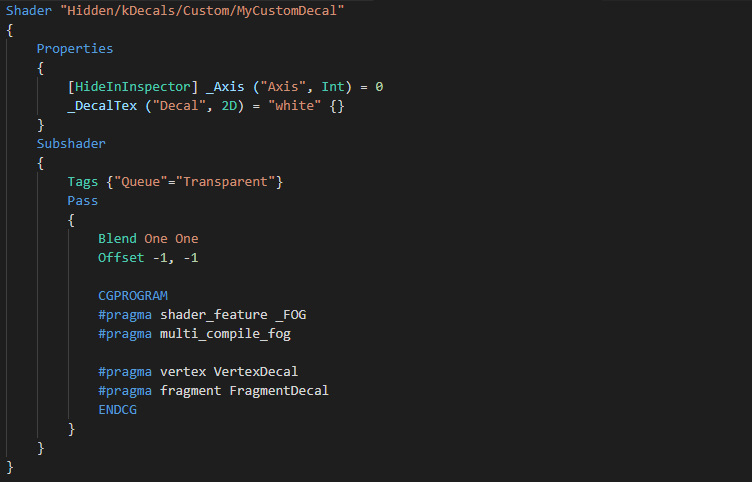 Shader "Hidden/kDecals/Custom/MyCustomDecal"
{
Properties
{
[HideInInspector] _Axis ("Axis", Int) = 0
_DecalTex ("Decal", 2D) = "white" {}
}
Subshader
{
Tags {"Queue"="Transparent"}
Pass
{
Blend One One
Offset -1, -1
CGPROGRAM
#pragma shader_feature _FOG
#pragma multi_compile_fog
#pragma vertex VertexDecal
#pragma fragment FragmentDecal
ENDCG
}
}
}